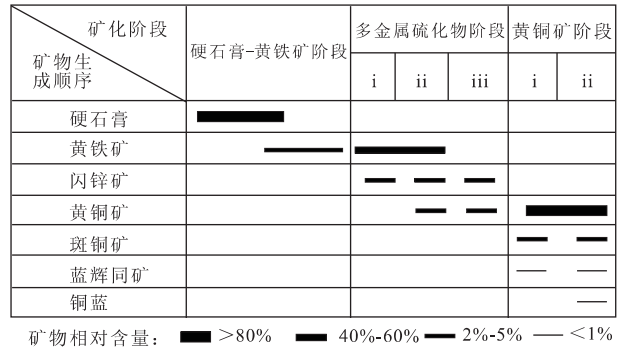 矿化阶段
矿物生
成顺序
硬石膏-黄铁矿阶段
多金属硫化物阶段
黄铜矿阶段
i ii iii i ii
硬石膏
黄铁矿
闪锌矿
黄铜矿
斑铜矿
蓝辉同矿
铜蓝
矿物相对含量: >80% 40%-60% 2%-5% <1%